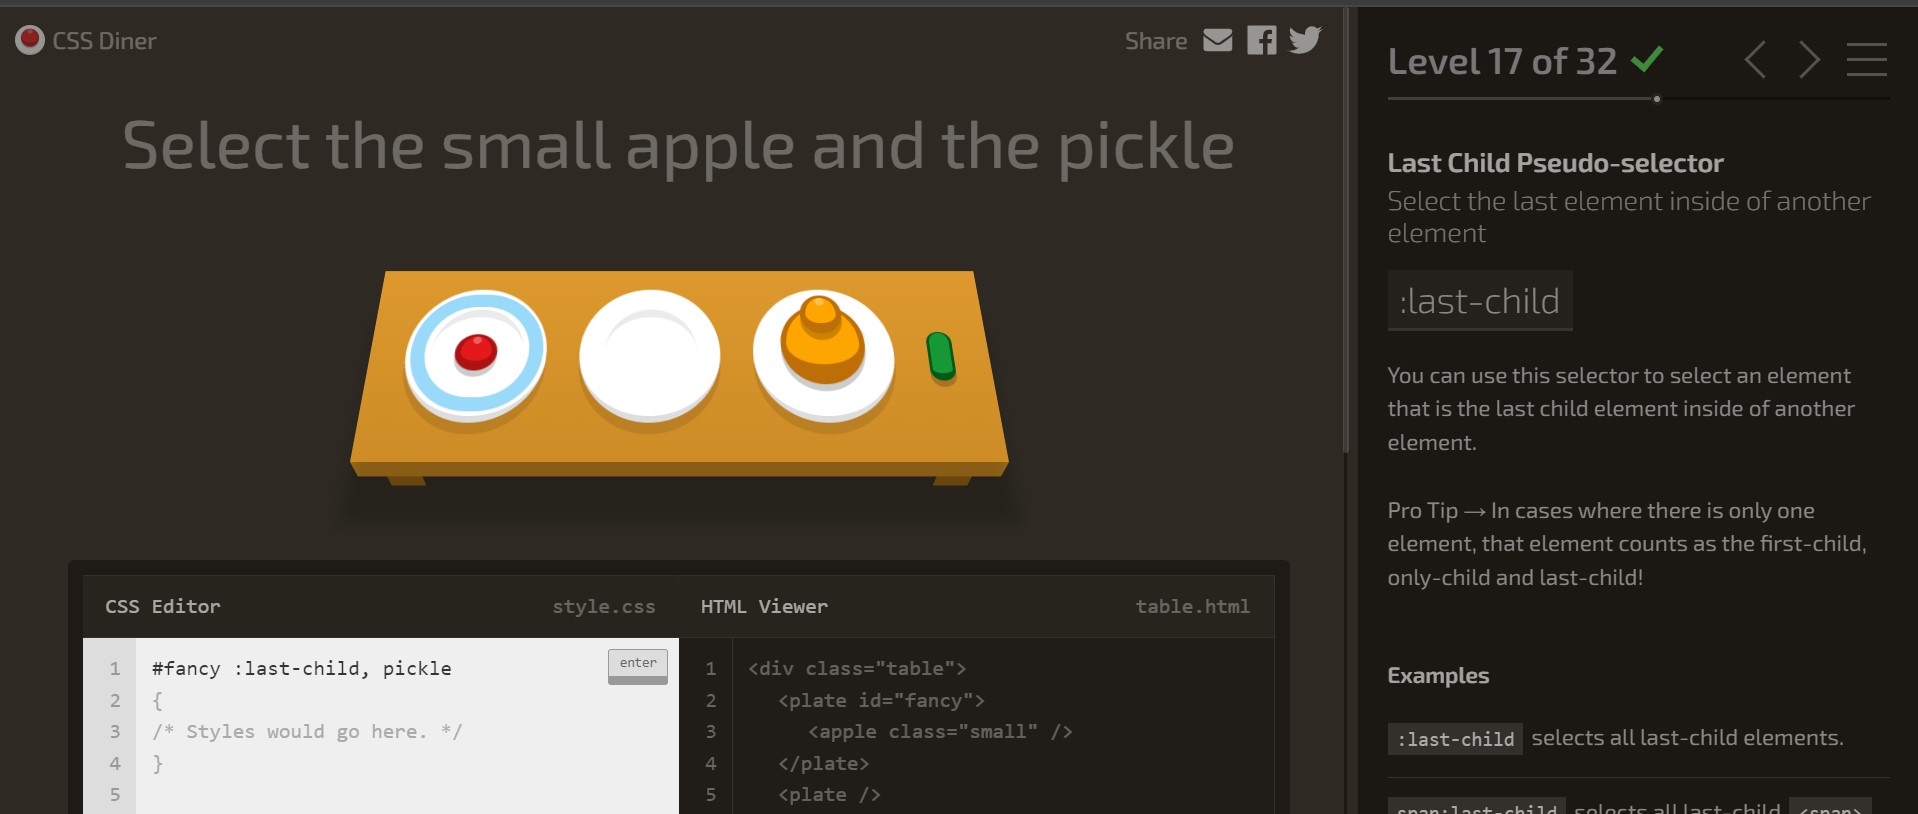 CSS Diner
Share
Select the small apple and the pickle
CSS Editor
style.css
HTML Viewer
table.html
1
#fancy :last-child, pickle
enter
2
{
3
/* Styles would go here. */
4
}
5
1
<div class="table">
2
<plate id="fancy">
3
<apple class="small" />
4
</plate>
5
<plate />
Level 17 of 32
Last Child Pseudo-selector
Select the last element inside of another
element
:last-child
You can use this selector to select an element
that is the last child element inside of another
element.
Pro Tip → In cases where there is only one
element, that element counts as the first-child,
only-child and last-child!
Examples
:last-child selects all last-child elements.
span:last-child selects all last-child <span>